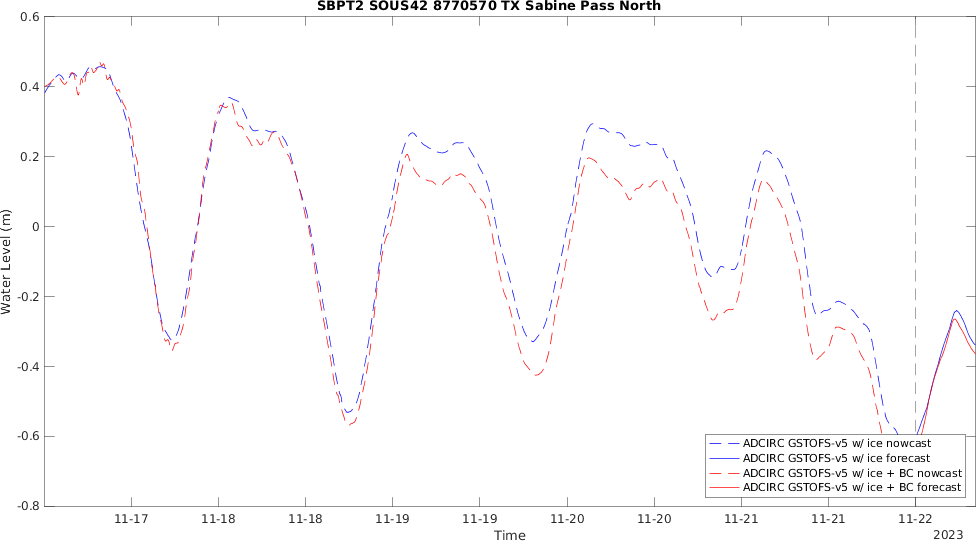 SBPT2 SOUS42 8770570 TX Sabine Pass North
0.6
0.4
0.2
0
-0.2
-0.4
-0.6
-0.8
Water Level (m)
ADCIRC GSTOFS-v5 w/ ice nowcast
ADCIRC GSTOFS-v5 w/ ice forecast
ADCIRC GSTOFS-v5 w/ ice + BC nowcast
ADCIRC GSTOFS-v5 w/ ice + BC forecast
11-17 11-18 11-18 11-19 11-19 11-20 11-20 11-21 11-21 11-22
Time
2023